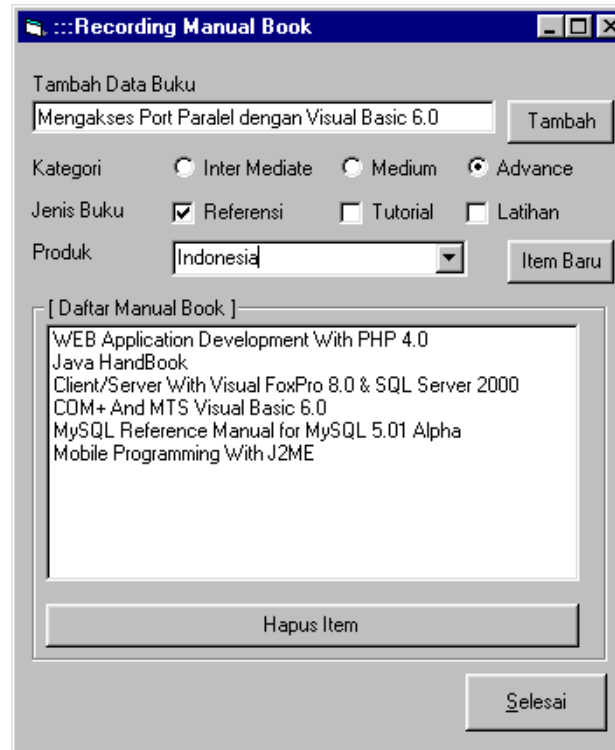 :::Recording Manual Book
Tambah Data Buku
Mengakses Port Paralel dengan Visual Basic 6.0
Tambah
Kategori Inter Mediate Medium Advance
Jenis Buku Referensi Tutorial Latihan
Produk Indonesia Item Baru
[ Daftar Manual Book ]
WEB Application Development With PHP 4.0
Java HandBook
Client/Server With Visual FoxPro 8.0 & SQL Server 2000
COM+ And MTS Visual Basic 6.0
MySQL Reference Manual for MySQL 5.01 Alpha
Mobile Programming With J2ME
Hapus Item
Selesai